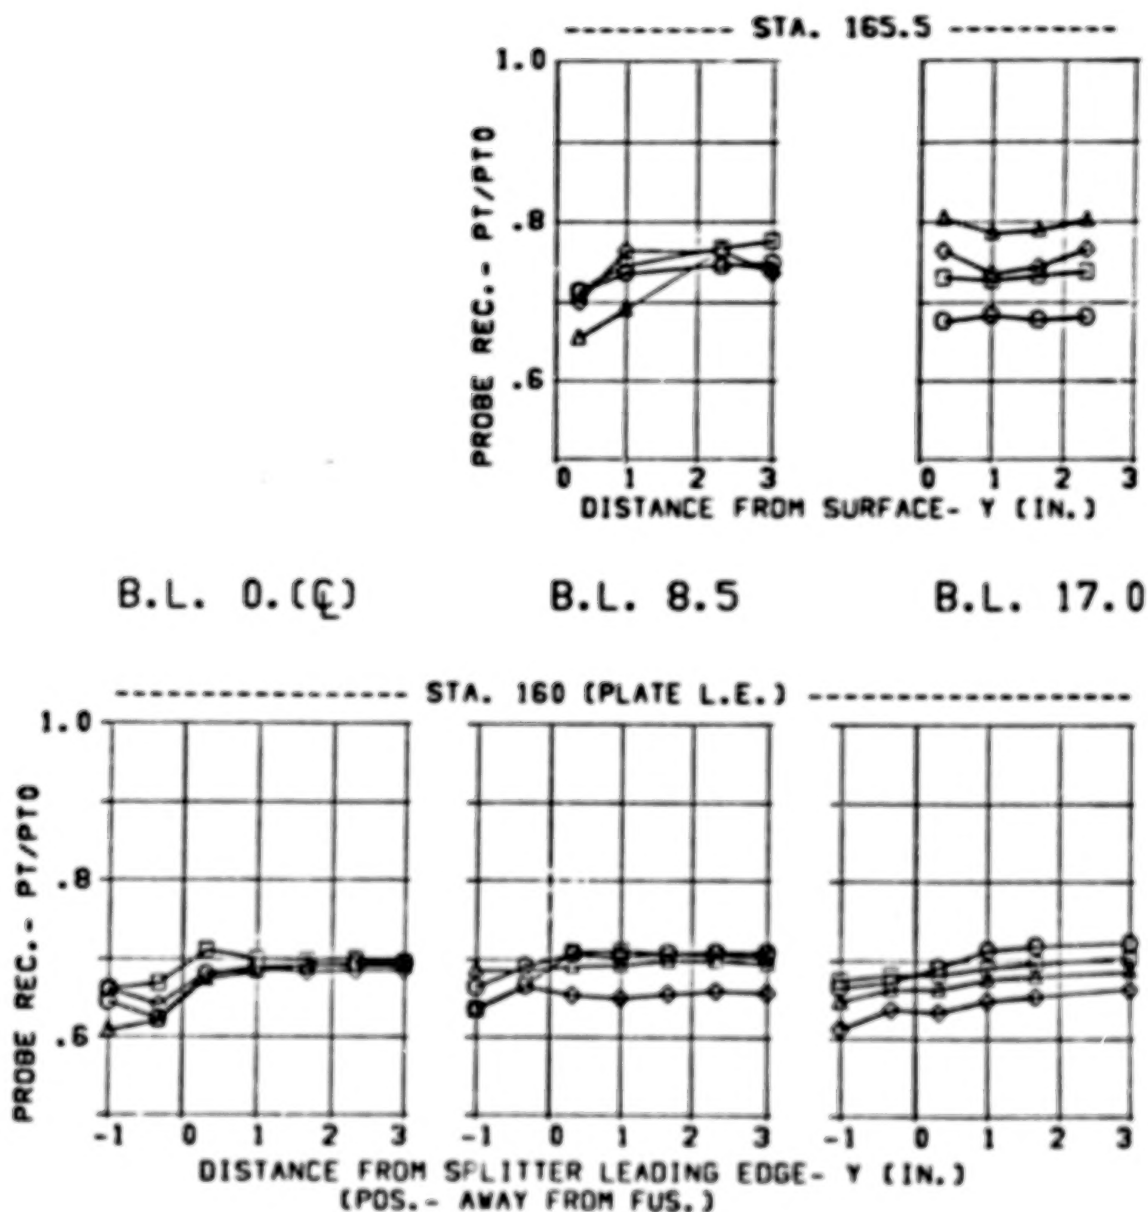 STA. 165.5
PROBE REC.- PT/PTO
1.0
.8
.6
0 1 2 3
0 1 2 3
DISTANCE FROM SURFACE- Y (IN.)
B.L. 0.(℄)
B.L. 8.5
B.L. 17.0
STA. 160 (PLATE L.E.)
PROBE REC.- PT/PTO
1.0
.8
.6
-1 0 1 2 3
-1 0 1 2 3
-1 0 1 2 3
DISTANCE FROM SPLITTER LEADING EDGE- Y (IN.)
(POS.- AWAY FROM FUS.)